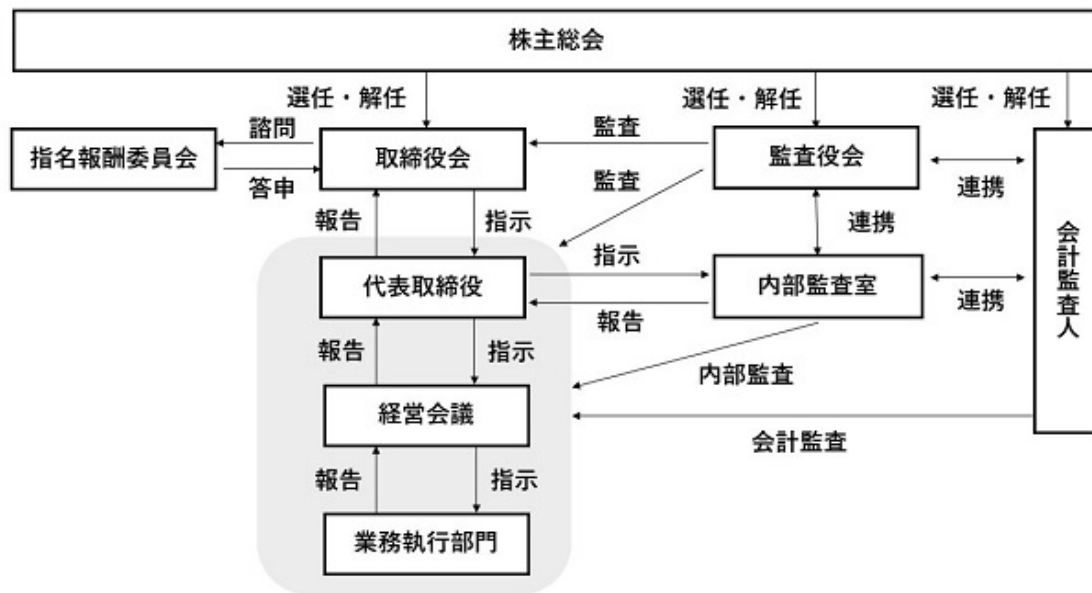 株主総会
選任・解任
選任・解任
選任・解任
指名報酬委員会
諮問
答申
取締役会
監査
監査
監査役会
連携
会計監査人
報告
指示
連携
代表取締役
指示
報告
内部監査室
連携
報告
指示
内部監査
経営会議
会計監査
報告
指示
業務執行部門